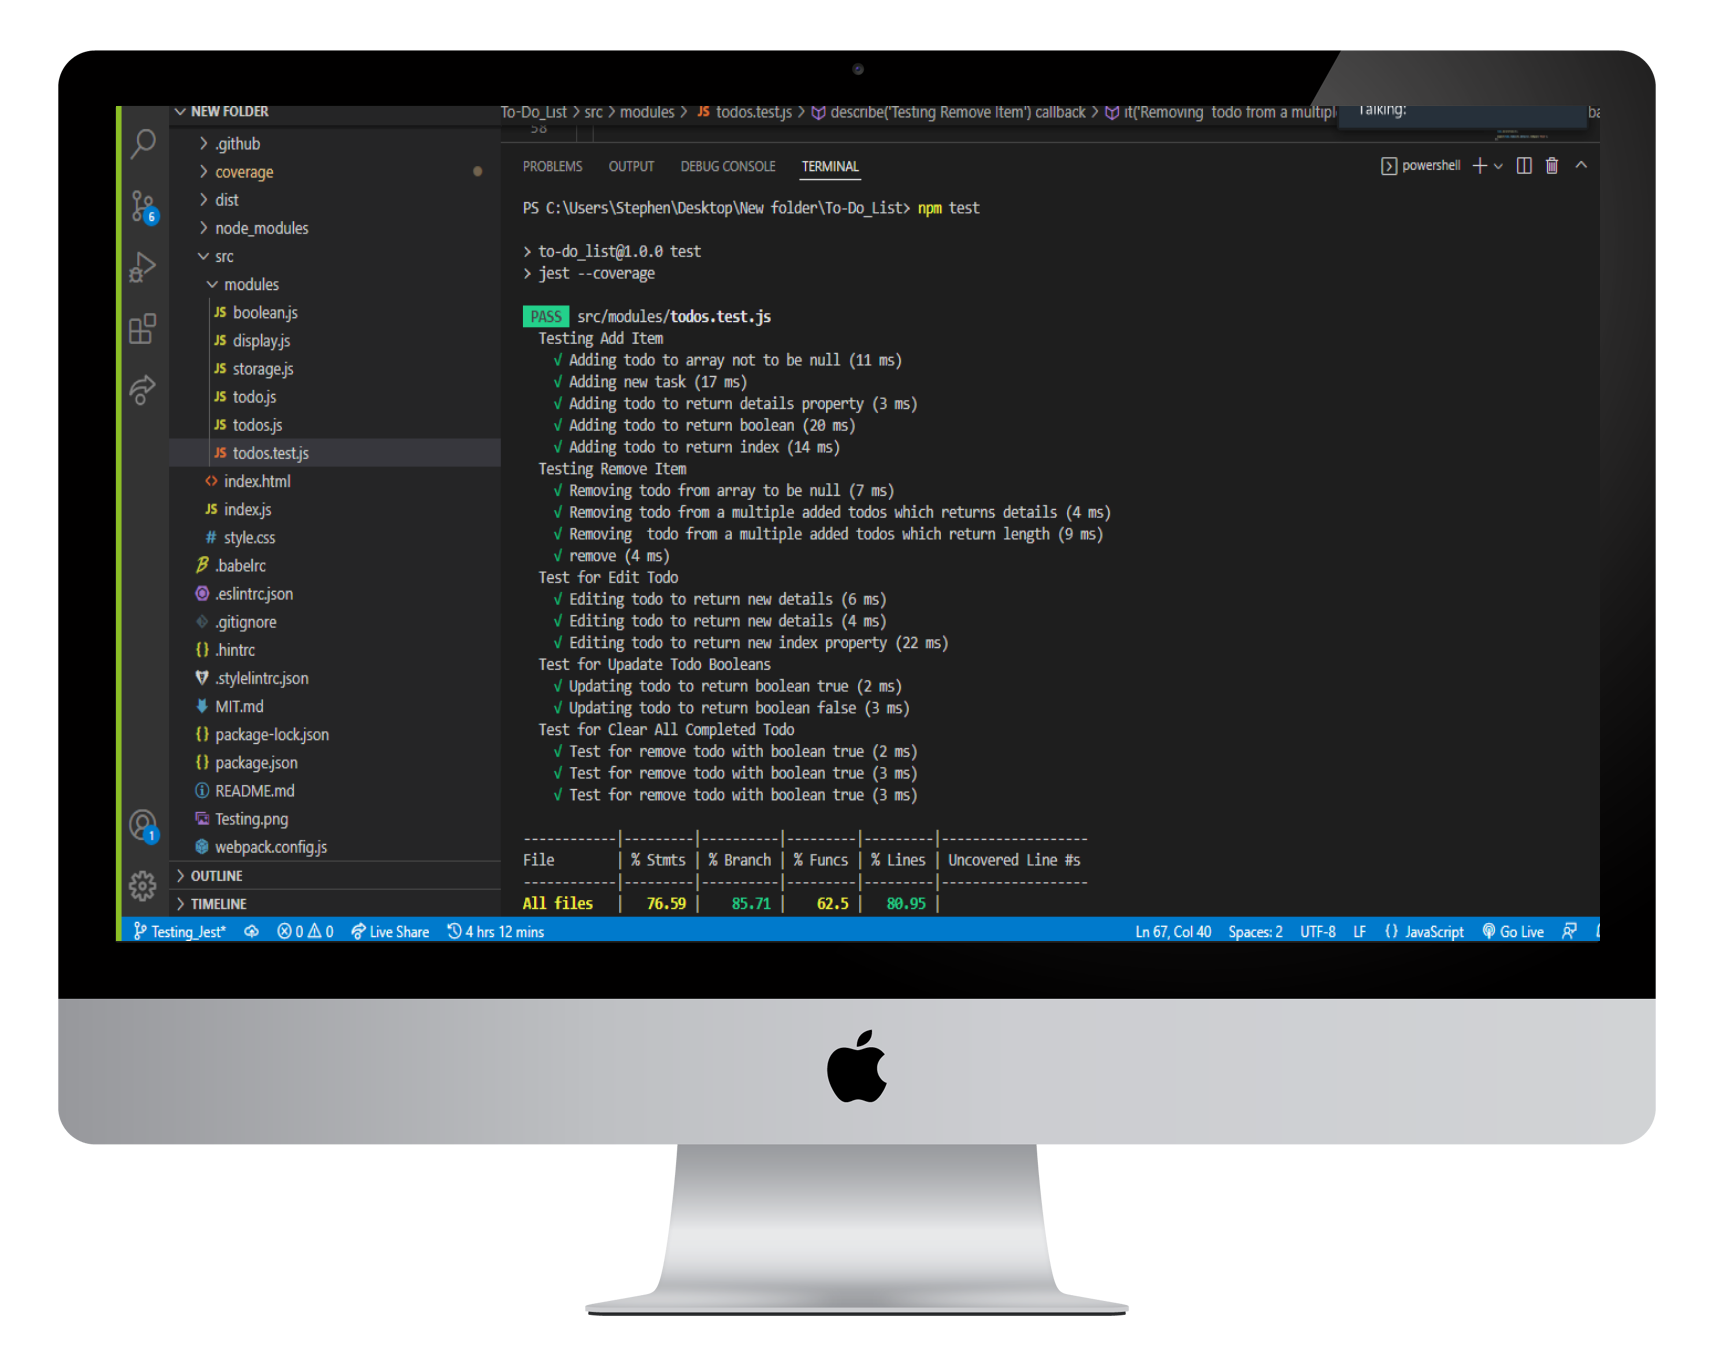 NEW FOLDER
To-Do_List > src > modules > JS todos.test.js > describe('Testing Remove Item') callback > it('Removing  todo from a multipl
Talking:
ba
58
.github
coverage
dist
6
node_modules
src
modules
JS boolean.js
JS display.js
JS storage.js
JS todo.js
JS todos.js
JS todos.test.js
<> index.html
JS index.js
# style.css
.babelrc
.eslintrc.json
.gitignore
{} .hintrc
.stylelintrc.json
MIT.md
{} package-lock.json
{} package.json
README.md
Testing.png
1
webpack.config.js
OUTLINE
TIMELINE
PROBLEMS OUTPUT DEBUG CONSOLE TERMINAL
powershell
PS C:\Users\Stephen\Desktop\New folder\To-Do_List> npm test
> to-do_list@1.0.0 test
> jest --coverage
PASS src/modules/todos.test.js
Testing Add Item
√ Adding todo to array not to be null (11 ms)
√ Adding new task (17 ms)
√ Adding todo to return details property (3 ms)
√ Adding todo to return boolean (20 ms)
√ Adding todo to return index (14 ms)
Testing Remove Item
√ Removing todo from array to be null (7 ms)
√ Removing todo from a multiple added todos which returns details (4 ms)
√ Removing  todo from a multiple added todos which return length (9 ms)
√ remove (4 ms)
Test for Edit Todo
√ Editing todo to return new details (6 ms)
√ Editing todo to return new details (4 ms)
√ Editing todo to return new index property (22 ms)
Test for Upadate Todo Booleans
√ Updating todo to return boolean true (2 ms)
√ Updating todo to return boolean false (3 ms)
Test for Clear All Completed Todo
√ Test for remove todo with boolean true (2 ms)
√ Test for remove todo with boolean true (3 ms)
√ Test for remove todo with boolean true (3 ms)
------------|---------|----------|---------|---------|-------------------
File | % Stmts | % Branch | % Funcs | % Lines | Uncovered Line #s
------------|---------|----------|---------|---------|-------------------
All files | 76.59 | 85.71 | 62.5 | 80.95 |
Testing_Jest* 0 0 Live Share 4 hrs 12 mins Ln 67, Col 40 Spaces: 2 UTF-8 LF {} JavaScript Go Live